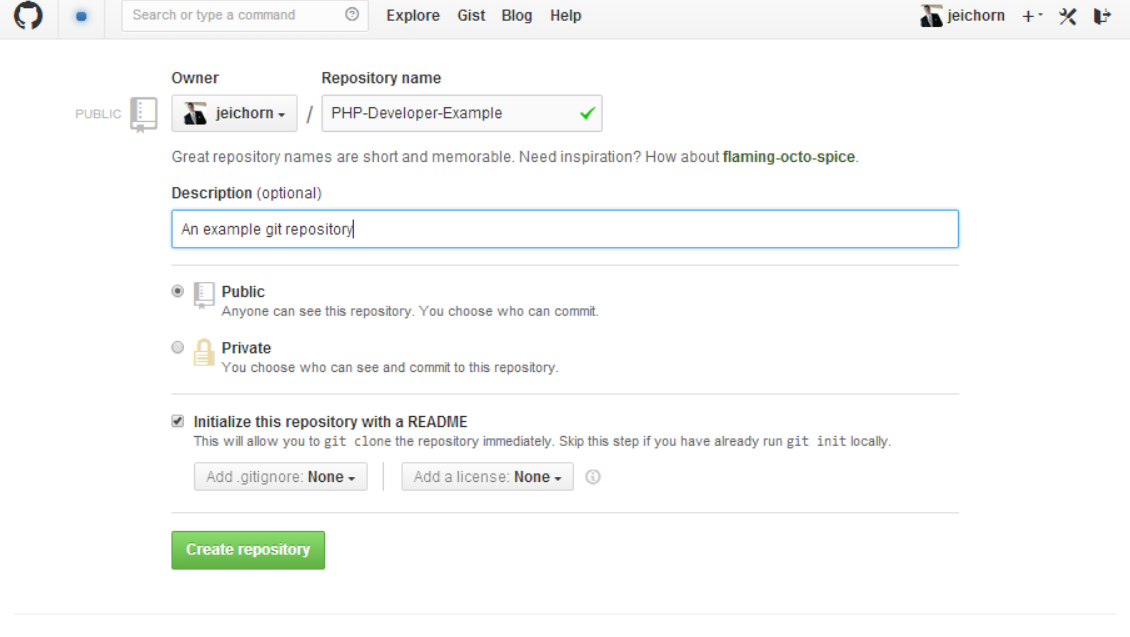 Search or type a command Explore Gist Blog Help jeichorn
Owner Repository name
PUBLIC jeichorn / PHP-Developer-Example
Great repository names are short and memorable. Need inspiration? How about flaming-octo-spice.
Description (optional)
An example git repository
Public
Anyone can see this repository. You choose who can commit.
Private
You choose who can see and commit to this repository.
Initialize this repository with a README
This will allow you to git clone the repository immediately. Skip this step if you have already run git init locally.
Add .gitignore: None Add a license: None
Create repository